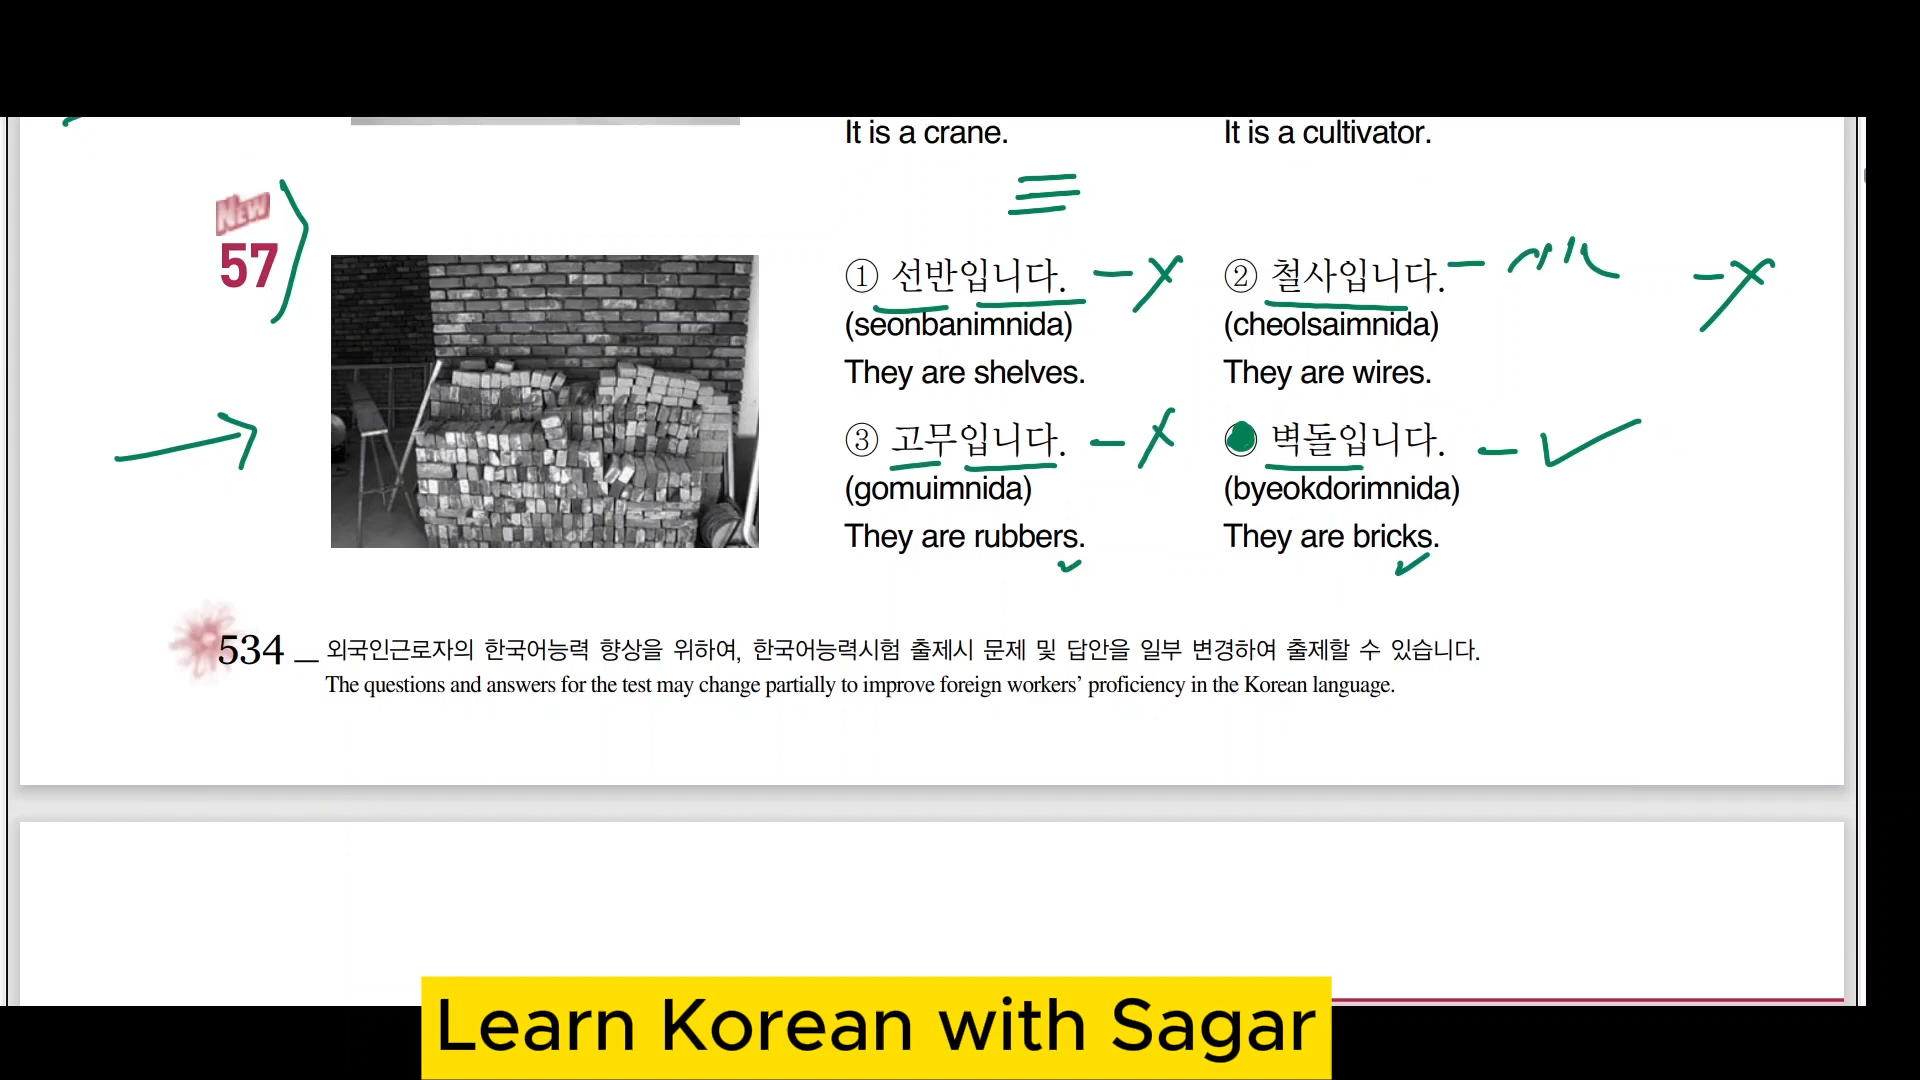 It is a crane.
It is a cultivator.
NEW
57
① 선반입니다.
(seonbanimnida)
They are shelves.
② 철사입니다.
(cheolsaimnida)
They are wires.
③ 고무입니다.
(gomuimnida)
They are rubbers.
벽돌입니다.
(byeokdorimnida)
They are bricks.
534 _ 외국인근로자의 한국어능력 향상을 위하여, 한국어능력시험 출제시 문제 및 답안을 일부 변경하여 출제할 수 있습니다.
The questions and answers for the test may change partially to improve foreign workers’ proficiency in the Korean language.
Learn Korean with Sagar